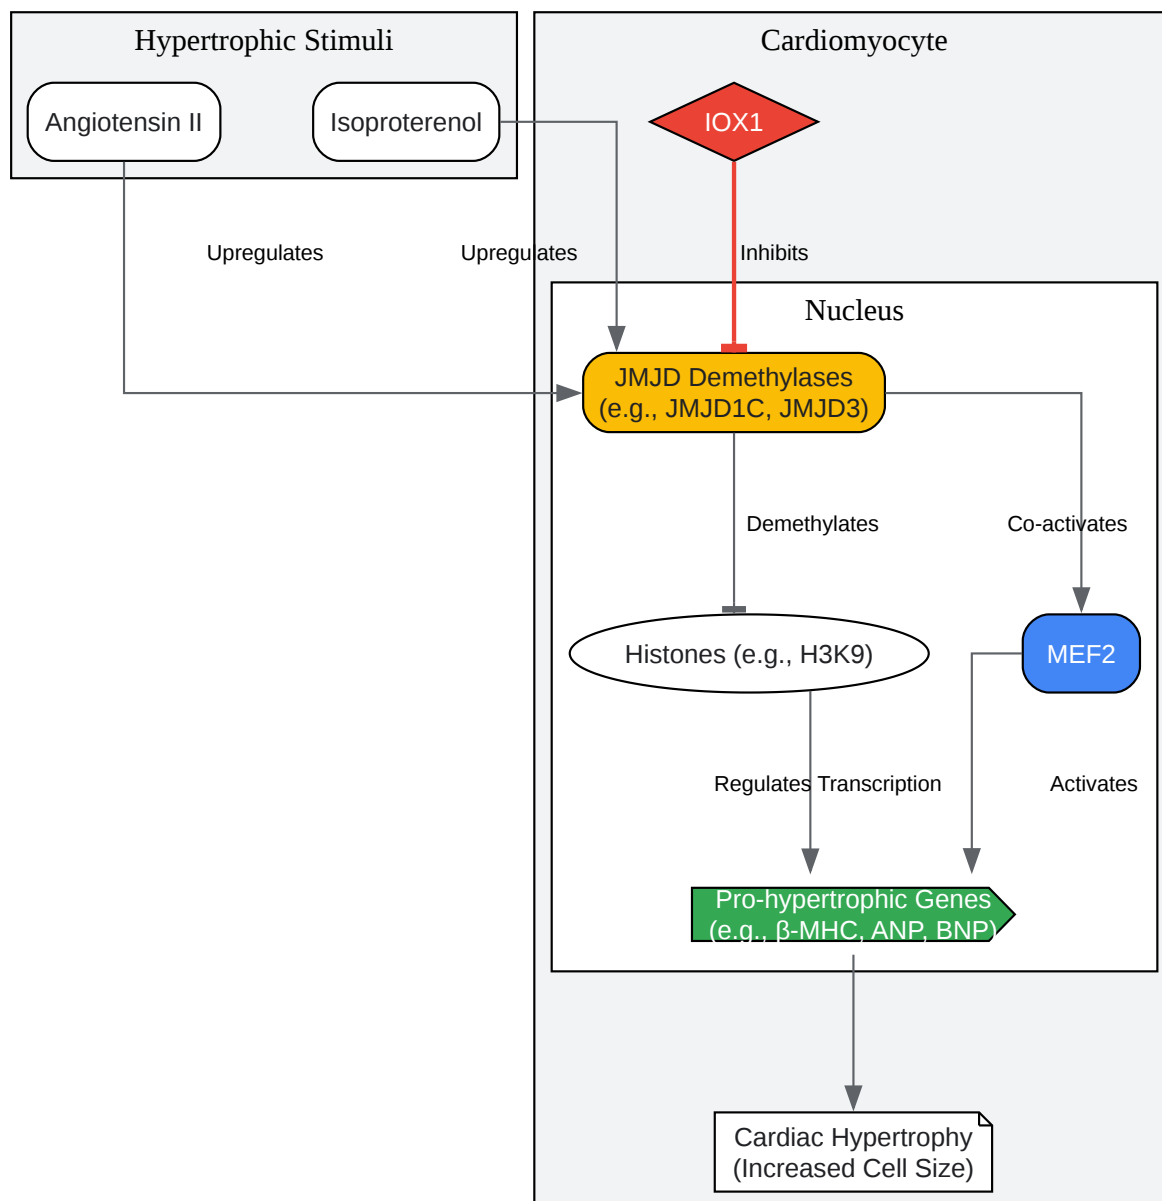 Hypertrophic Stimuli
Cardiomyocyte
Angiotensin II
Isoproterenol
IOX1
Upregulates
Upregulates
Inhibits
Nucleus
JMJD Demethylases
(e.g., JMJD1C, JMJD3)
Demethylates
Co-activates
Histones (e.g., H3K9)
MEF2
Regulates Transcription
Activates
Pro-hypertrophic Genes
(e.g., β-MHC, ANP, BNP)
Cardiac Hypertrophy
(Increased Cell Size)